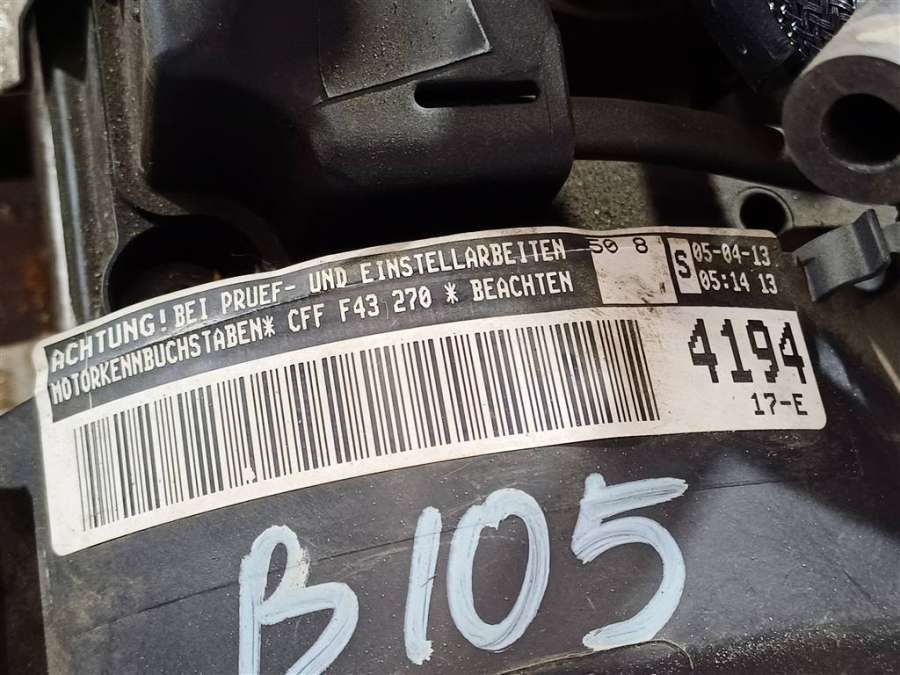 ACHTUNG! BEI PRUEF- UND EINSTELLARBEITEN
MOTORKENNBUCHSTABEN* CFF F43 270 * BEACHTEN
50 8
S
05-04-13
05:14 13
4194
17-E
B105